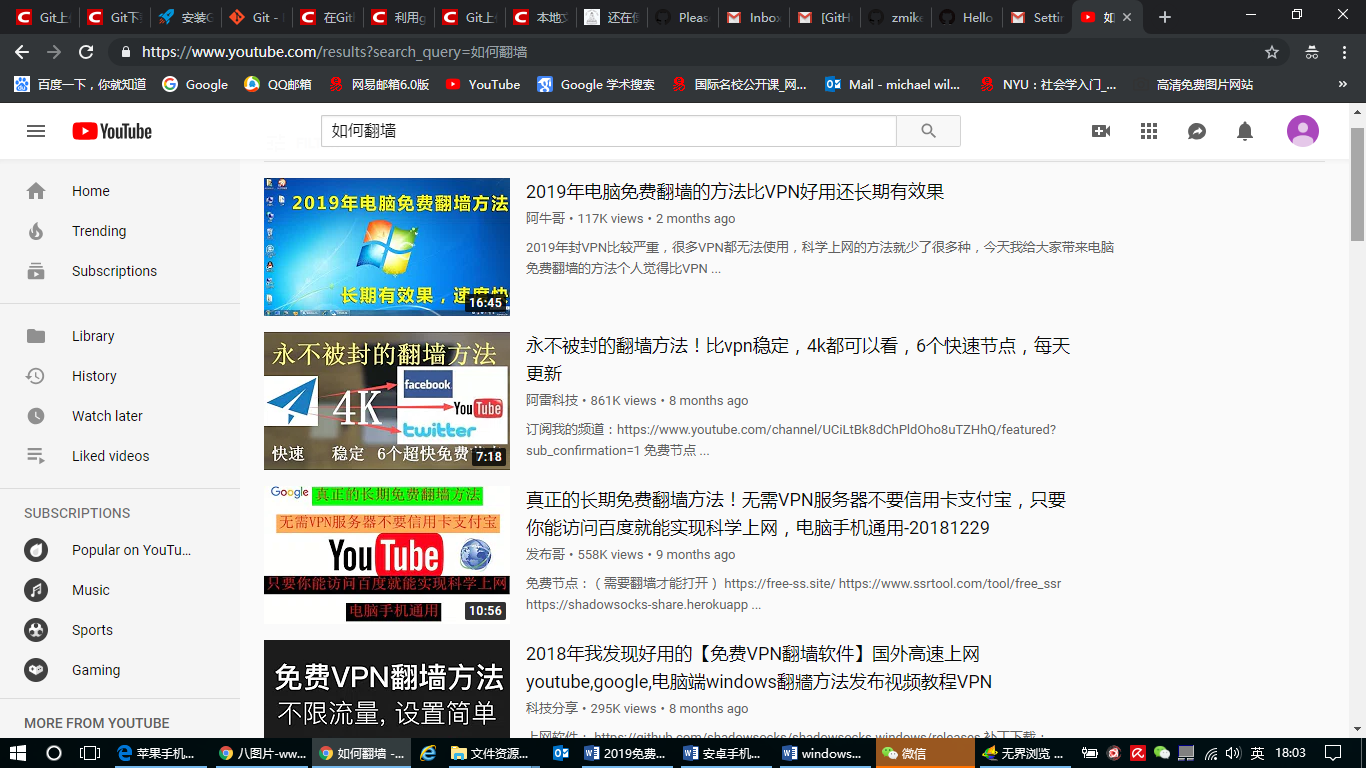 Git上
Git下
安装G
Git -
在Git
利用g
Git上
本地文
还在使
Pleas
Inbox
[GitH
zmike
Hello
Settir
如
https://www.youtube.com/results?search_query=如何翻墙
百度一下，你就知道
Google
QQ邮箱
网易邮箱6.0版
YouTube
Google 学术搜索
国际名校公开课_网...
Mail - michael wil...
NYU：社会学入门_...
高清免费图片网站
YouTube
如何翻墙
Home
Trending
Subscriptions
Library
History
Watch later
Liked videos
SUBSCRIPTIONS
Popular on YouTu...
Music
Sports
Gaming
MORE FROM YOUTUBE
2019年电脑免费翻墙方法
长期有效果，速度快
16:45
2019年电脑免费翻墙的方法比VPN好用还长期有效果
阿牛哥 • 117K views • 2 months ago
2019年封VPN比较严重，很多VPN都无法使用，科学上网的方法就少了很多种，今天我给大家带来电脑
免费翻墙的方法个人觉得比VPN ...
永不被封的翻墙方法
facebook
4K
YouTube
twitter
快速 稳定 6个超快免费节点
7:18
永不被封的翻墙方法！比vpn稳定，4k都可以看，6个快速节点，每天
更新
阿雷科技 • 861K views • 8 months ago
订阅我的频道：https://www.youtube.com/channel/UCiLtBk8dChPldOho8uTZHhQ/featured?
sub_confirmation=1 免费节点 ...
Google 真正的长期免费翻墙方法
无需VPN服务器不要信用卡支付宝
YouTube
只要你能访问百度就能实现科学上网
电脑手机通用
10:56
真正的长期免费翻墙方法！无需VPN服务器不要信用卡支付宝，只要
你能访问百度就能实现科学上网，电脑手机通用-20181229
发布哥 • 558K views • 9 months ago
免费节点：（需要翻墙才能打开） https://free-ss.site/ https://www.ssrtool.com/tool/free_ssr
https://shadowsocks-share.herokuapp ...
免费VPN翻墙方法
不限流量, 设置简单
2018年我发现好用的【免费VPN翻墙软件】国外高速上网
youtube,google,电脑端windows翻牆方法发布视频教程VPN
科技分享 • 295K views • 8 months ago
上网软件： https://github.com/shadowsocks/shadowsocks-windows/releases 补丁下载：
苹果手机...
八图片-ww...
如何翻墙 -...
文件资源...
2019免费...
安卓手机...
windows...
微信
无界浏览 ...
英
18:03